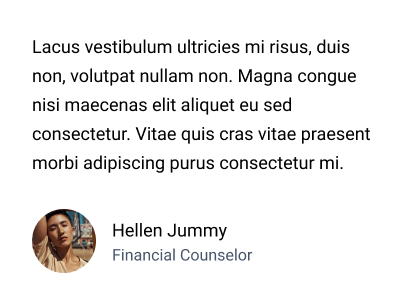 Lacus vestibulum ultricies mi risus, duis
non, volutpat nullam non. Magna congue
nisi maecenas elit aliquet eu sed
consectetur. Vitae quis cras vitae praesent
morbi adipiscing purus consectetur mi.
Hellen Jummy
Financial Counselor